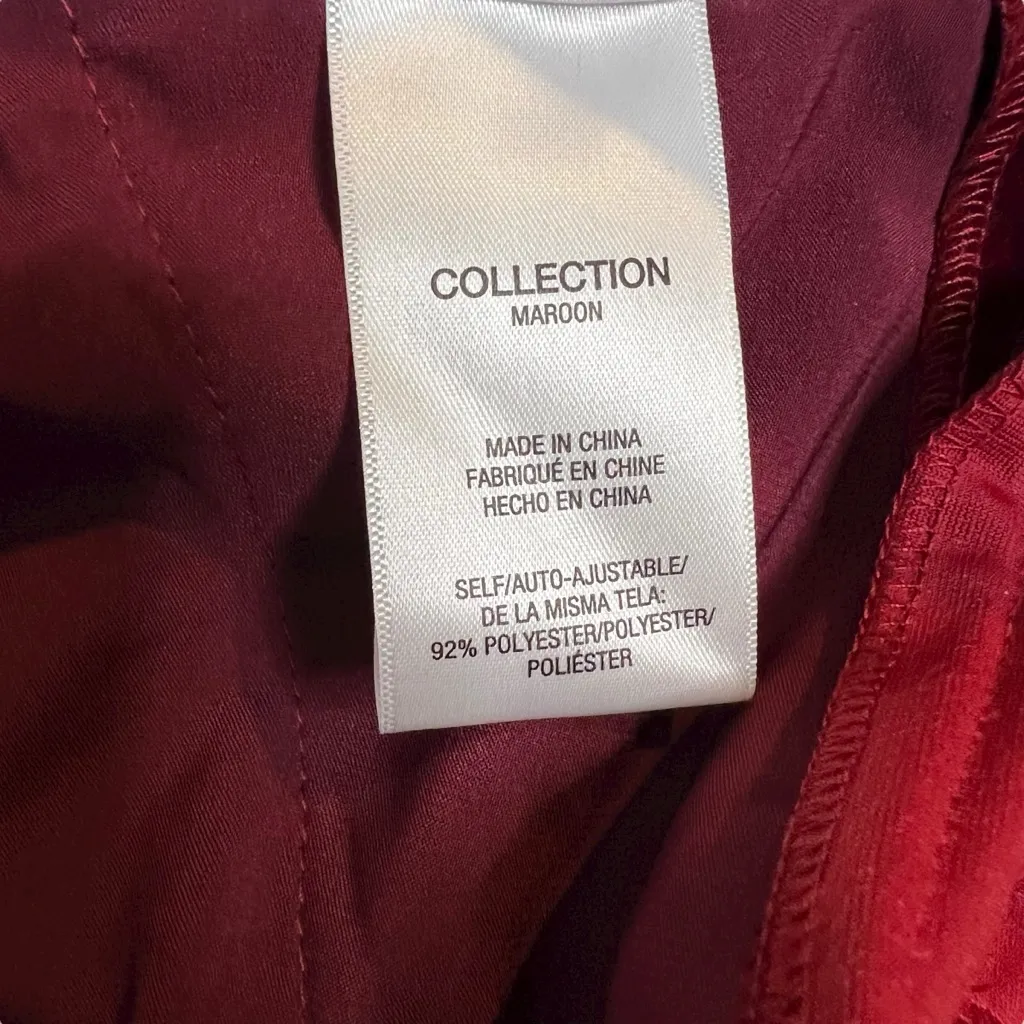 COLLECTION
MAROON
MADE IN CHINA
FABRIQUÉ EN CHINE
HECHO EN CHINA
SELF/AUTO-AJUSTABLE/
DE LA MISMA TELA:
92% POLYESTER/POLYESTER/
POLIÉSTER